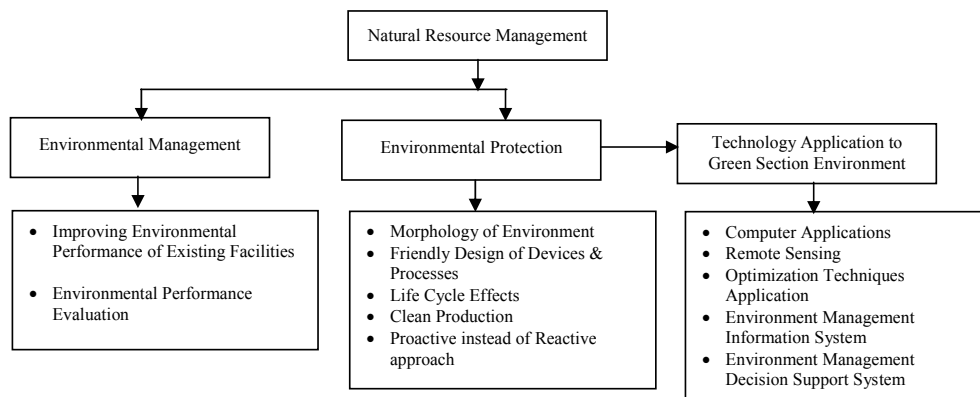 Natural Resource Management
Environmental Management
Environmental Protection
Technology Application to
Green Section Environment
• Improving Environmental
Performance of Existing Facilities
• Environmental Performance
Evaluation
• Morphology of Environment
• Friendly Design of Devices &
Processes
• Life Cycle Effects
• Clean Production
• Proactive instead of Reactive
approach
• Computer Applications
• Remote Sensing
• Optimization Techniques
Application
• Environment Management
Information System
• Environment Management
Decision Support System